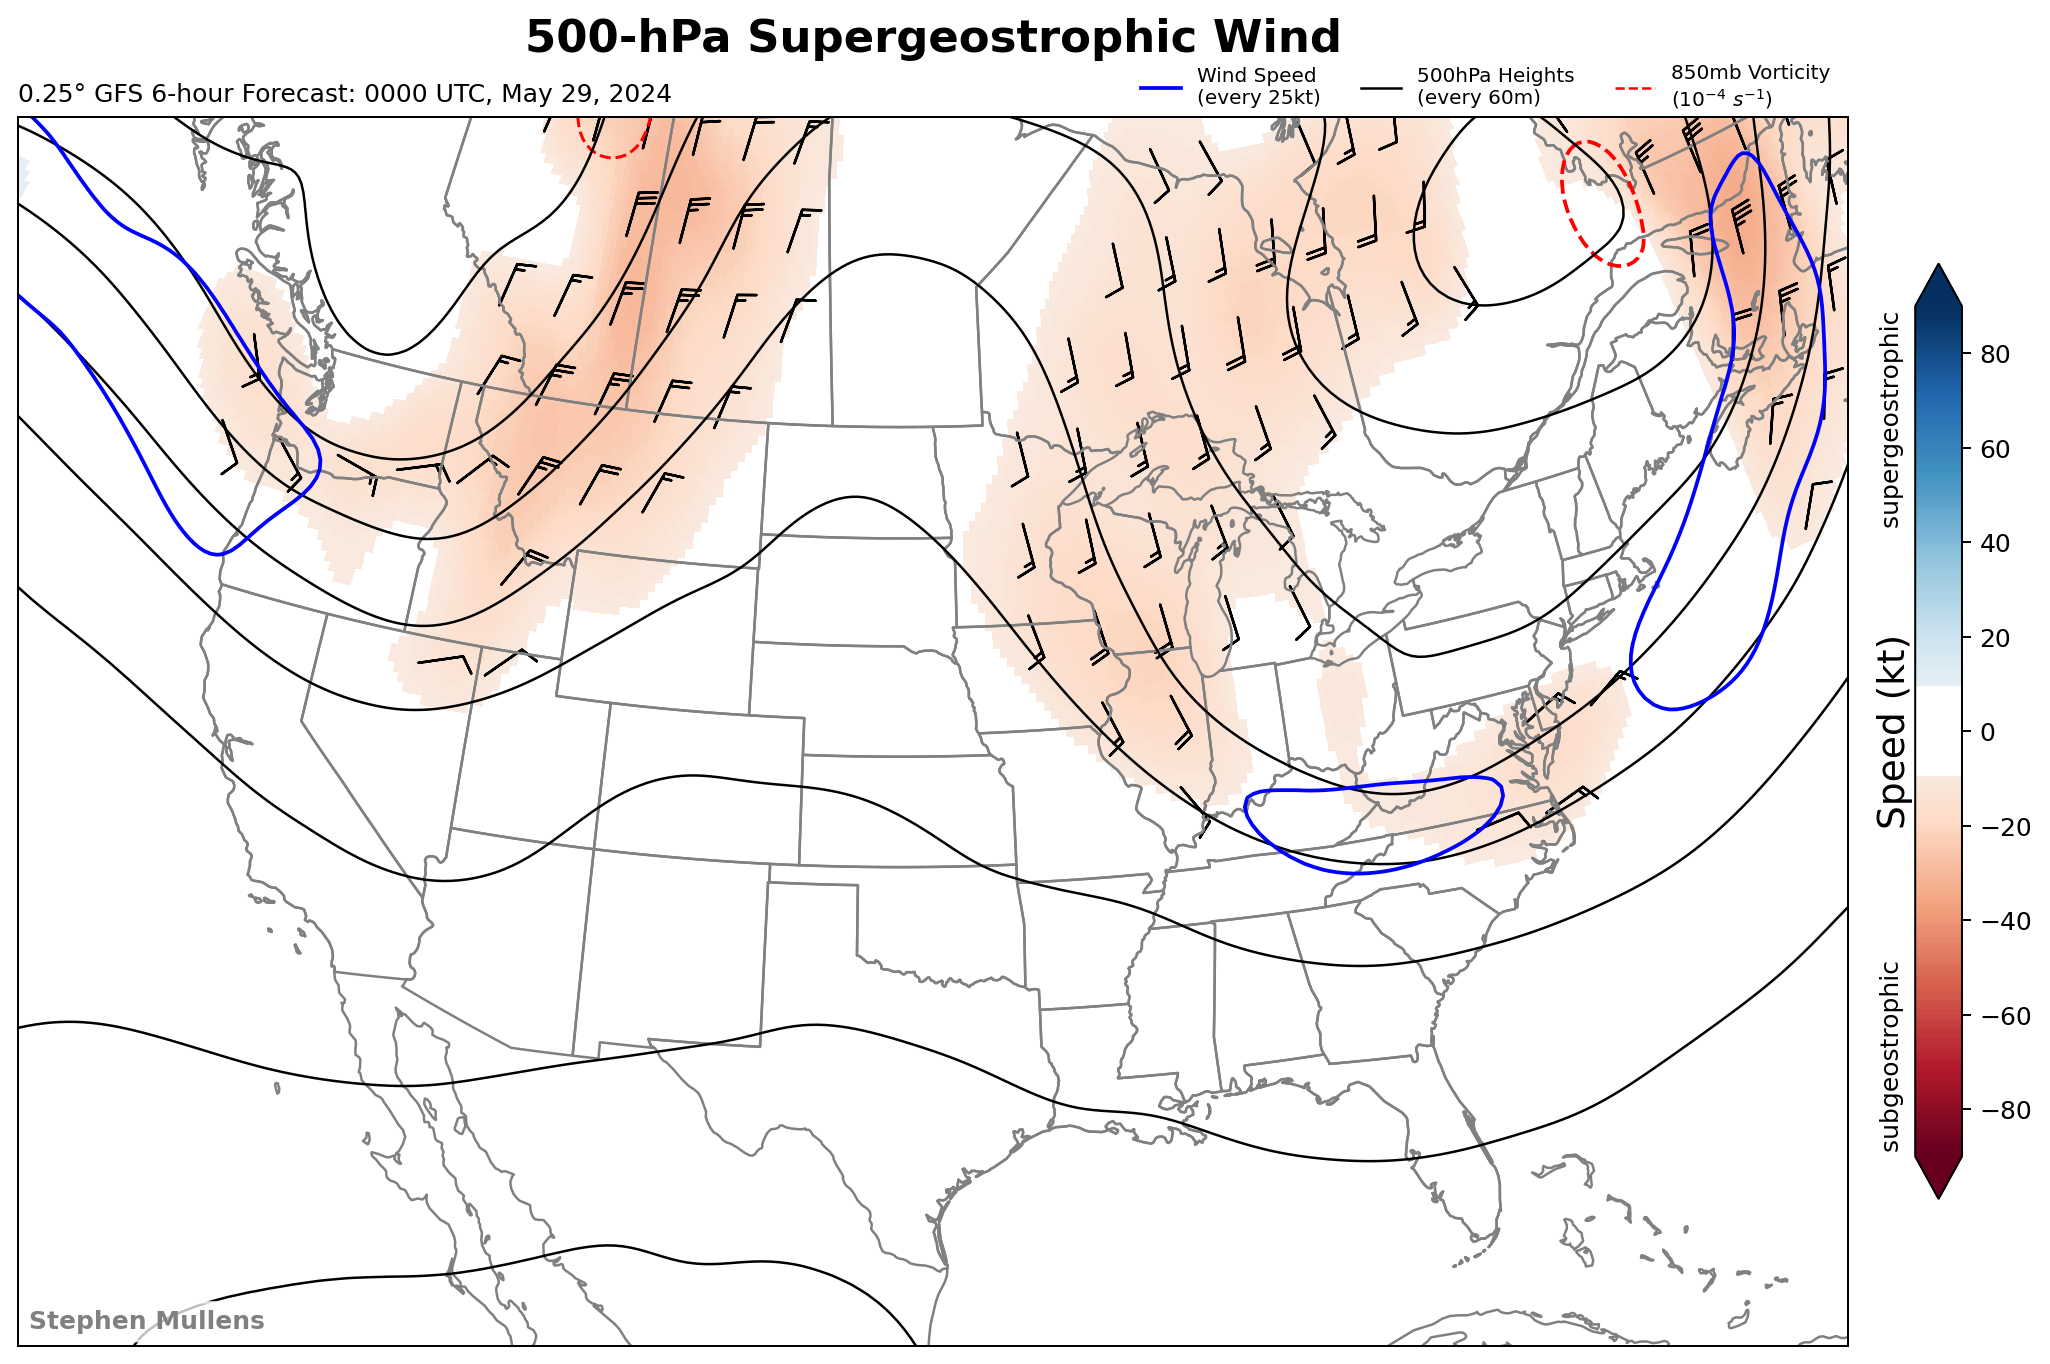 500-hPa Supergeostrophic Wind
0.25° GFS 6-hour Forecast: 0000 UTC, May 29, 2024
Wind Speed
(every 25kt)
500hPa Heights
(every 60m)
850mb Vorticity
(10⁻⁴ s⁻¹)
supergeostrophic
Speed (kt)
subgeostrophic
80
60
40
20
0
−20
−40
−60
−80
Stephen Mullens